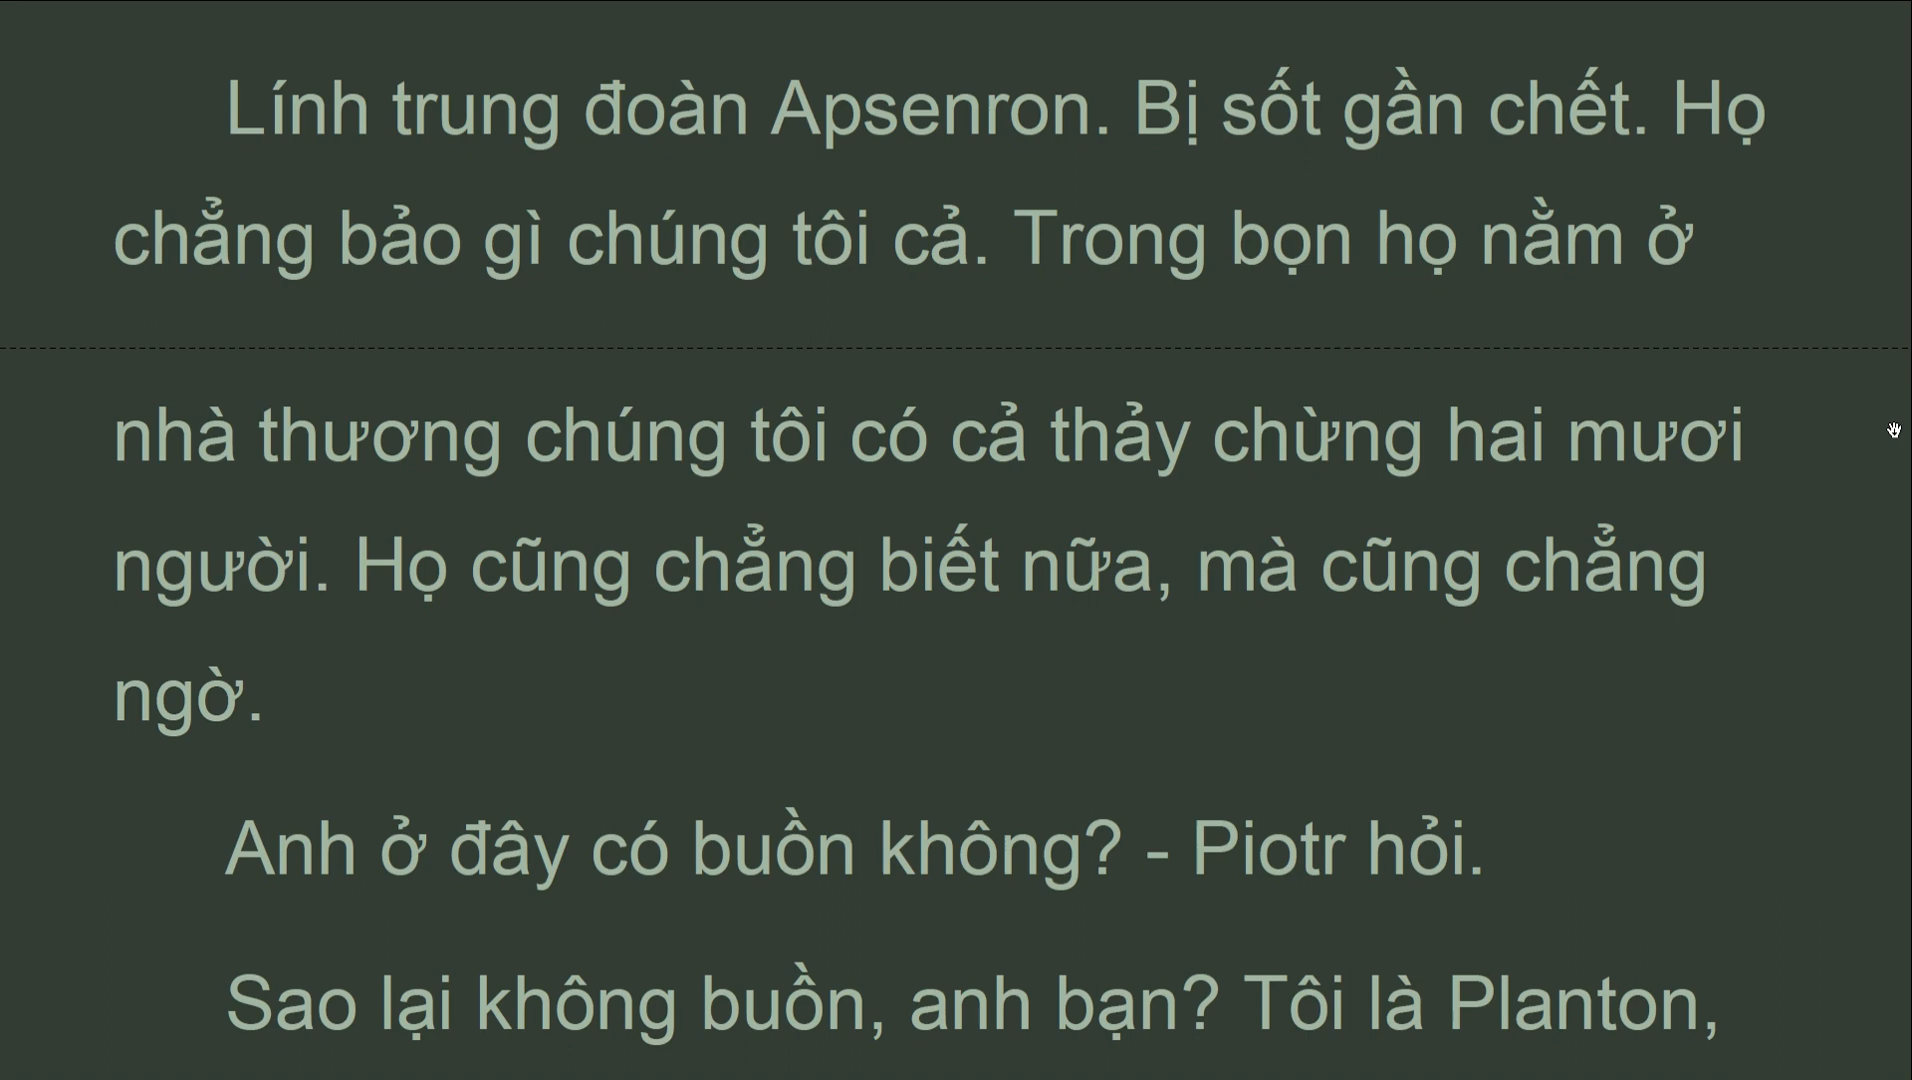 Lính trung đoàn Apsenron. Bị sốt gần chết. Họ
chẳng bảo gì chúng tôi cả. Trong bọn họ nằm ở
nhà thương chúng tôi có cả thảy chừng hai mươi
người. Họ cũng chẳng biết nữa, mà cũng chẳng
ngờ.
Anh ở đây có buồn không? - Piotr hỏi.
Sao lại không buồn, anh bạn? Tôi là Planton,